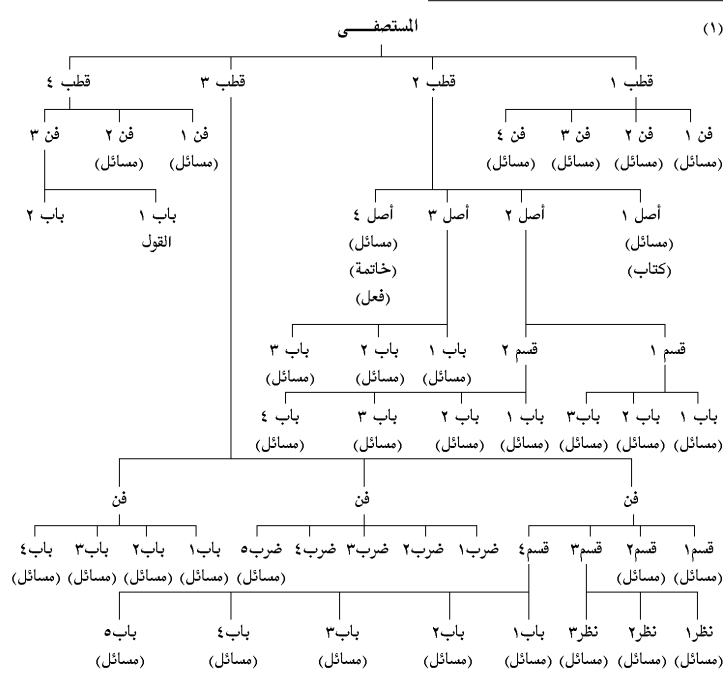 (١)
المستصفـــى
قطب ١ قطب ٢ قطب ٣ قطب ٤
فن ١ فن ٢ فن ٣ فن ٤ فن ١ فن ٢ فن ٣
(مسائل) (مسائل) (مسائل) (مسائل) (مسائل) (مسائل)
أصل ١ أصل ٢ أصل ٣ أصل ٤ باب ١ باب ٢
(مسائل) (مسائل) القول
(كتاب) (خاتمة)
(فعل)
قسم ١ قسم ٢ باب ١ باب ٢ باب ٣
(مسائل) (مسائل) (مسائل)
باب ١ باب ٢ باب٣ باب ١ باب ٢ باب ٣ باب ٤
(مسائل) (مسائل) (مسائل) (مسائل) (مسائل) (مسائل) (مسائل)
فن فن فن
قسم١ قسم٢ قسم٣ قسم٤ ضرب١ ضرب٢ ضرب٣ ضرب٤ ضرب٥ باب١ باب٢ باب٣ باب٤
(مسائل) (مسائل) (مسائل) (مسائل) (مسائل) (مسائل) (مسائل)
نظر١ نظر٢ نظر٣ باب١ باب٢ باب٣ باب٤ باب٥
(مسائل) (مسائل) (مسائل) (مسائل) (مسائل) (مسائل) (مسائل) (مسائل)